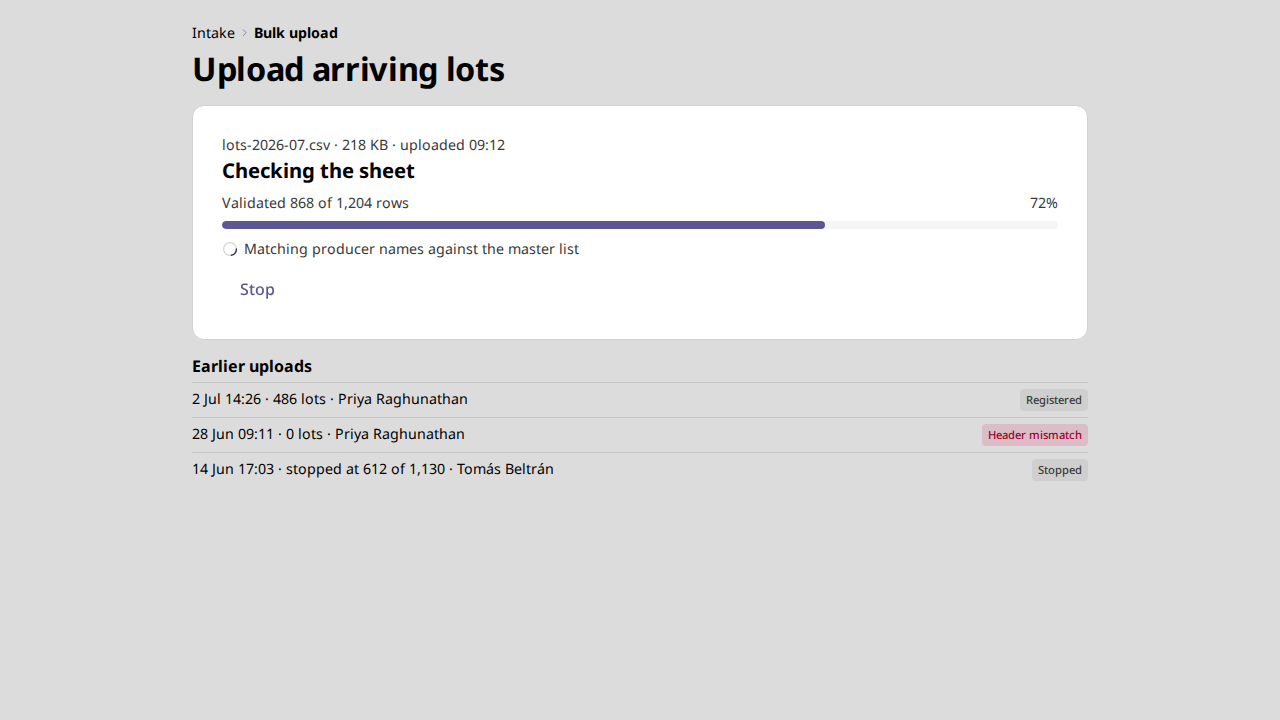 Intake > Bulk upload
Upload arriving lots
lots-2026-07.csv · 218 KB · uploaded 09:12
Checking the sheet
Validated 868 of 1,204 rows 72%
Matching producer names against the master list
Stop
Earlier uploads
2 Jul 14:26 · 486 lots · Priya Raghunathan Registered
28 Jun 09:11 · 0 lots · Priya Raghunathan Header mismatch
14 Jun 17:03 · stopped at 612 of 1,130 · Tomás Beltrán Stopped